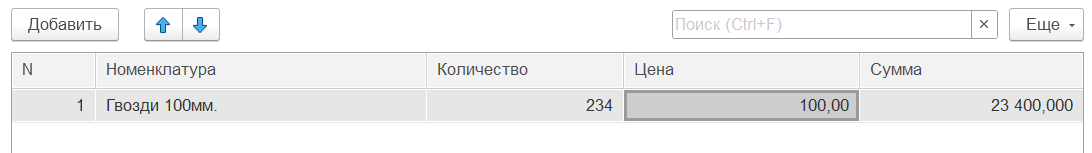 Добавить Поиск (Ctrl+F) × Еще
N Номенклатура Количество Цена Сумма
1 Гвозди 100мм. 234 100,00 23 400,000